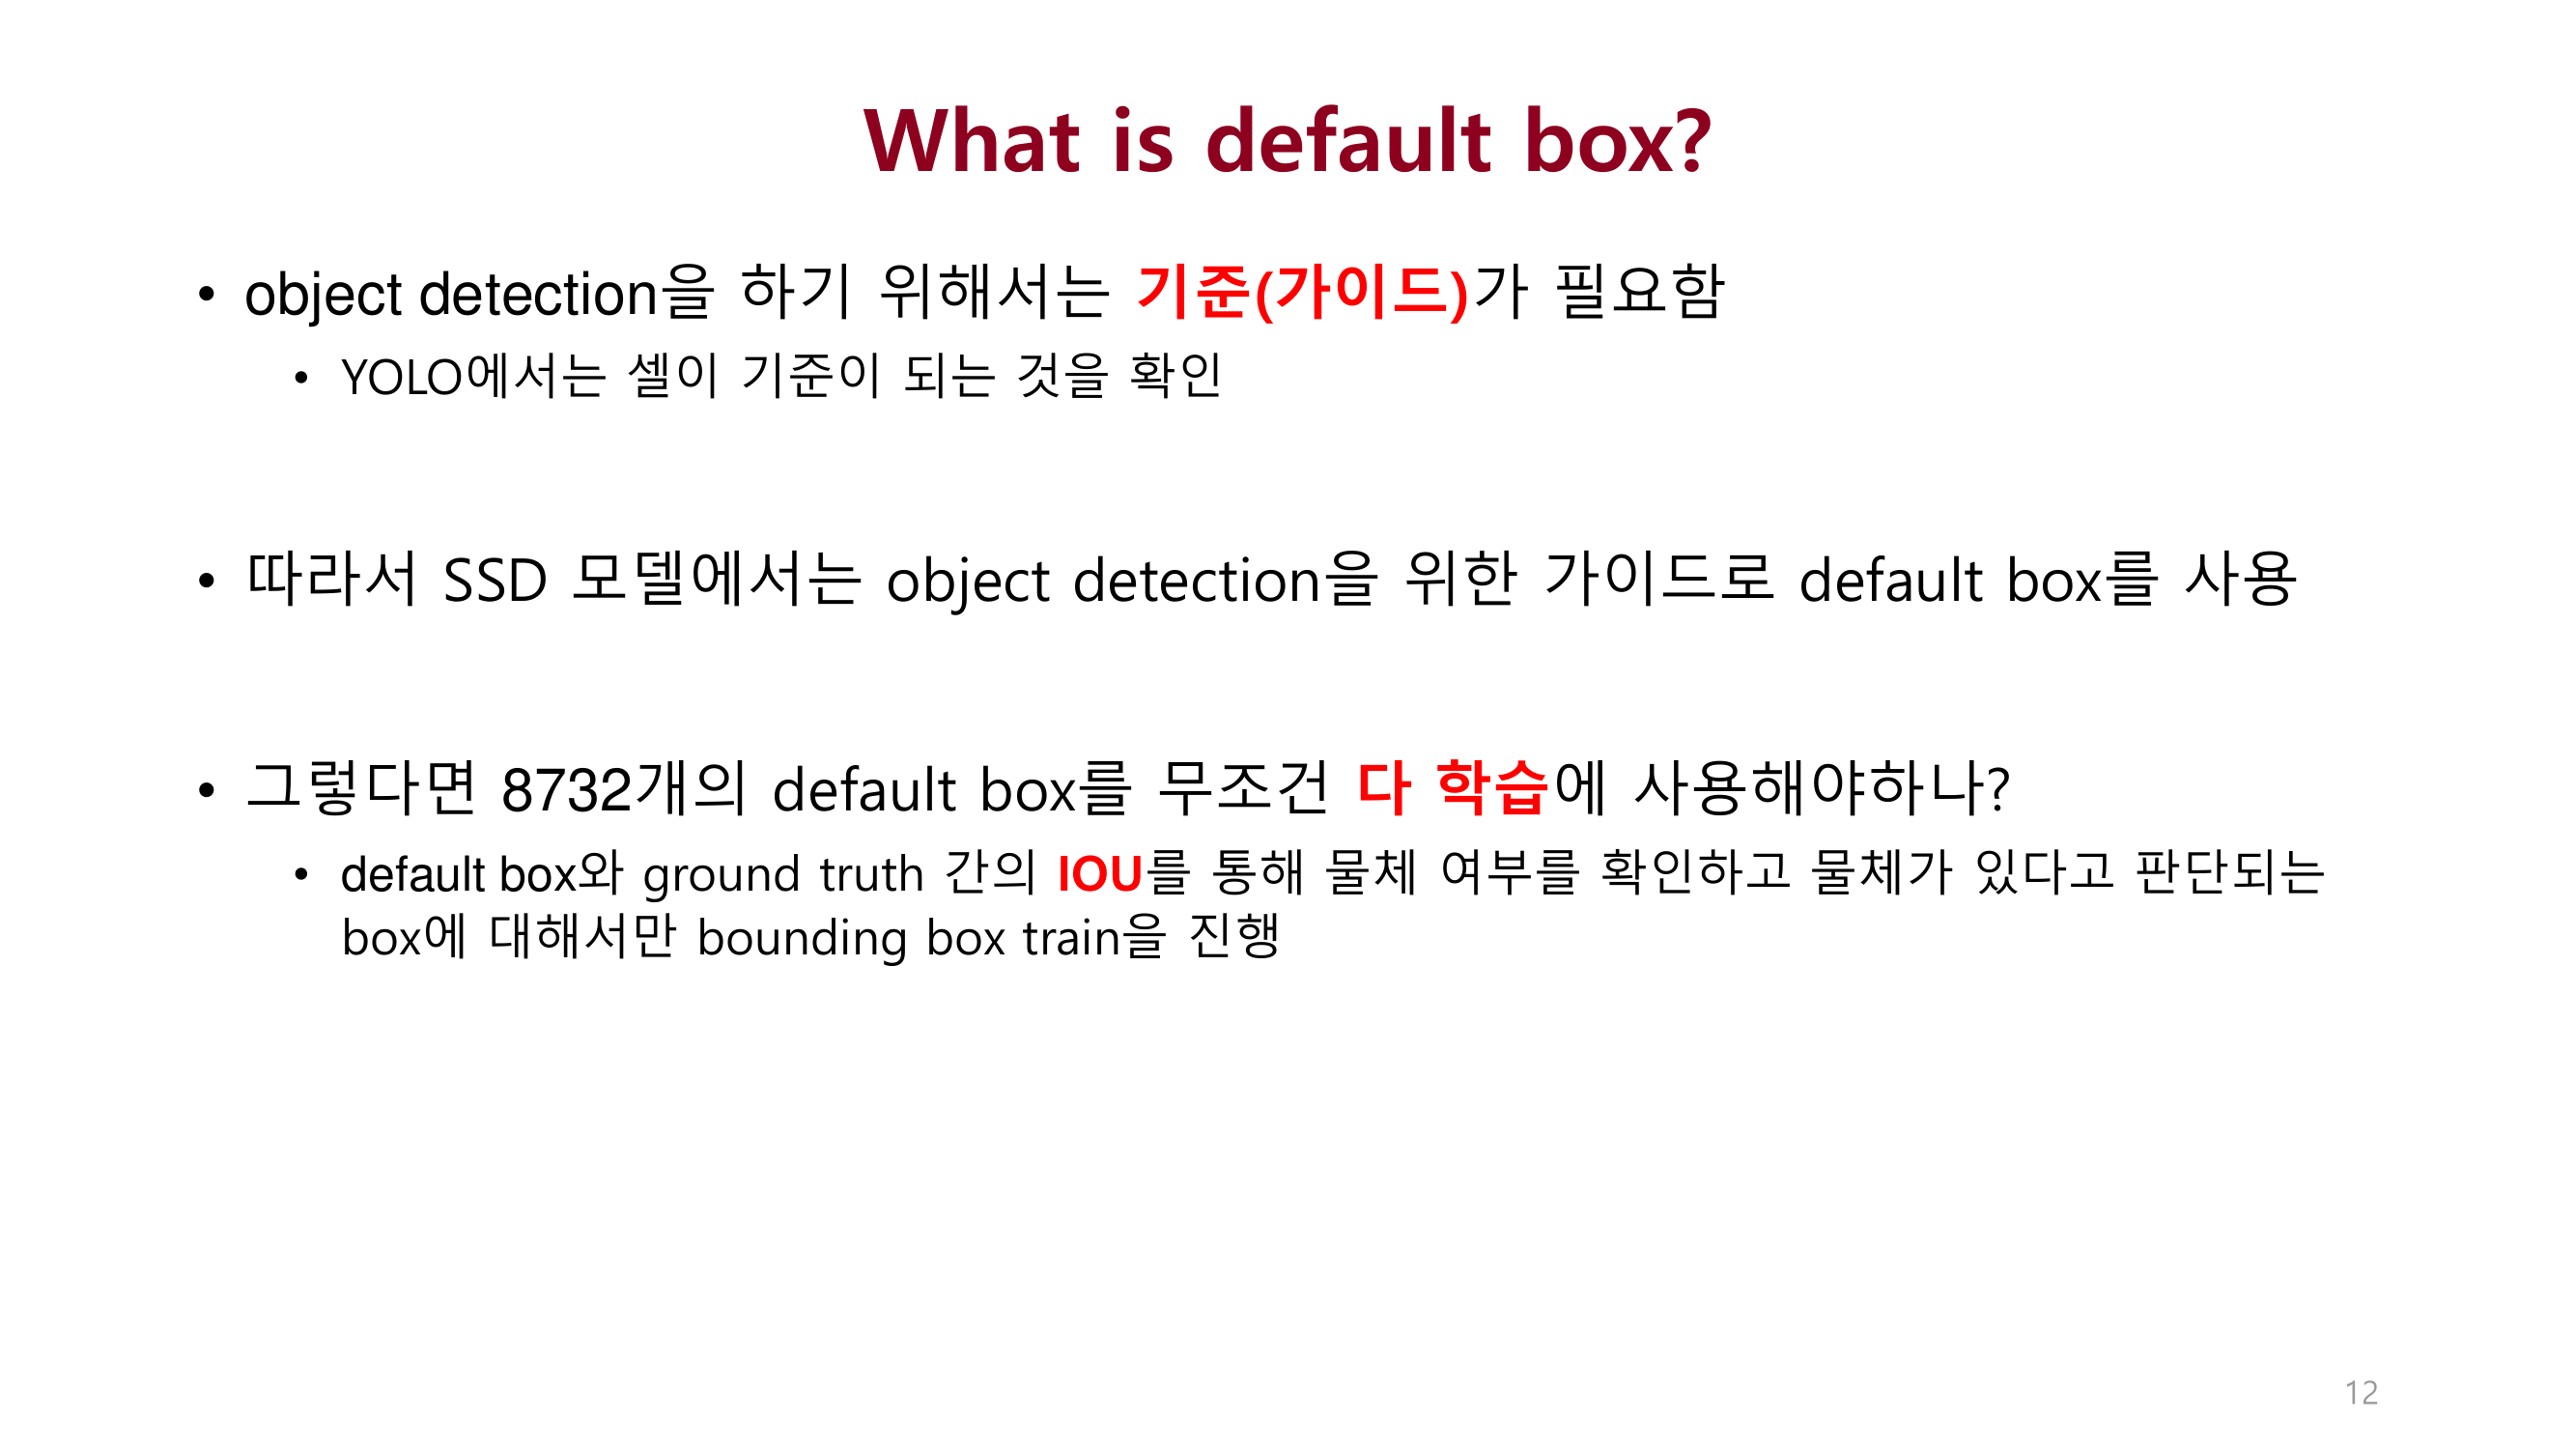 What is default box?
• object detection을 하기 위해서는 기준(가이드)가 필요함
• YOLO에서는 셀이 기준이 되는 것을 확인
• 따라서 SSD 모델에서는 object detection을 위한 가이드로 default box를 사용
• 그렇다면 8732개의 default box를 무조건 다 학습에 사용해야하나?
• default box와 ground truth 간의 IOU를 통해 물체 여부를 확인하고 물체가 있다고 판단되는
box에 대해서만 bounding box train을 진행
12